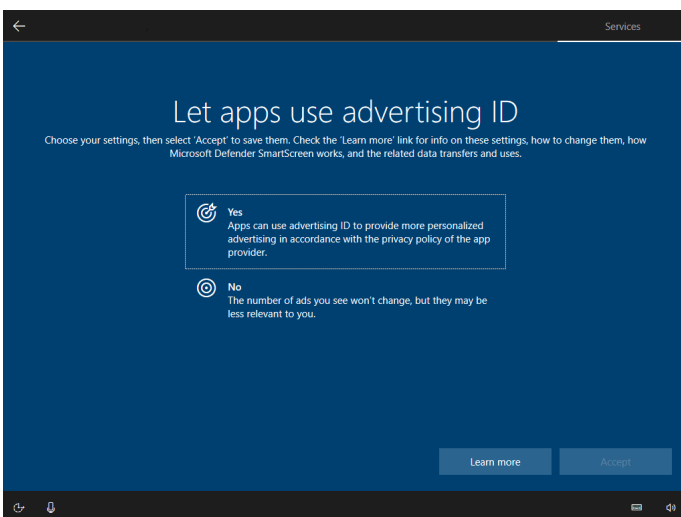 Services
Let apps use advertising ID
Choose your settings, then select 'Accept' to save them. Check the 'Learn more' link for info on these settings, how to change them, how
Microsoft Defender SmartScreen works, and the related data transfers and uses.
Yes
Apps can use advertising ID to provide more personalized
advertising in accordance with the privacy policy of the app
provider.
No
The number of ads you see won't change, but they may be
less relevant to you.
Learn more
Accept